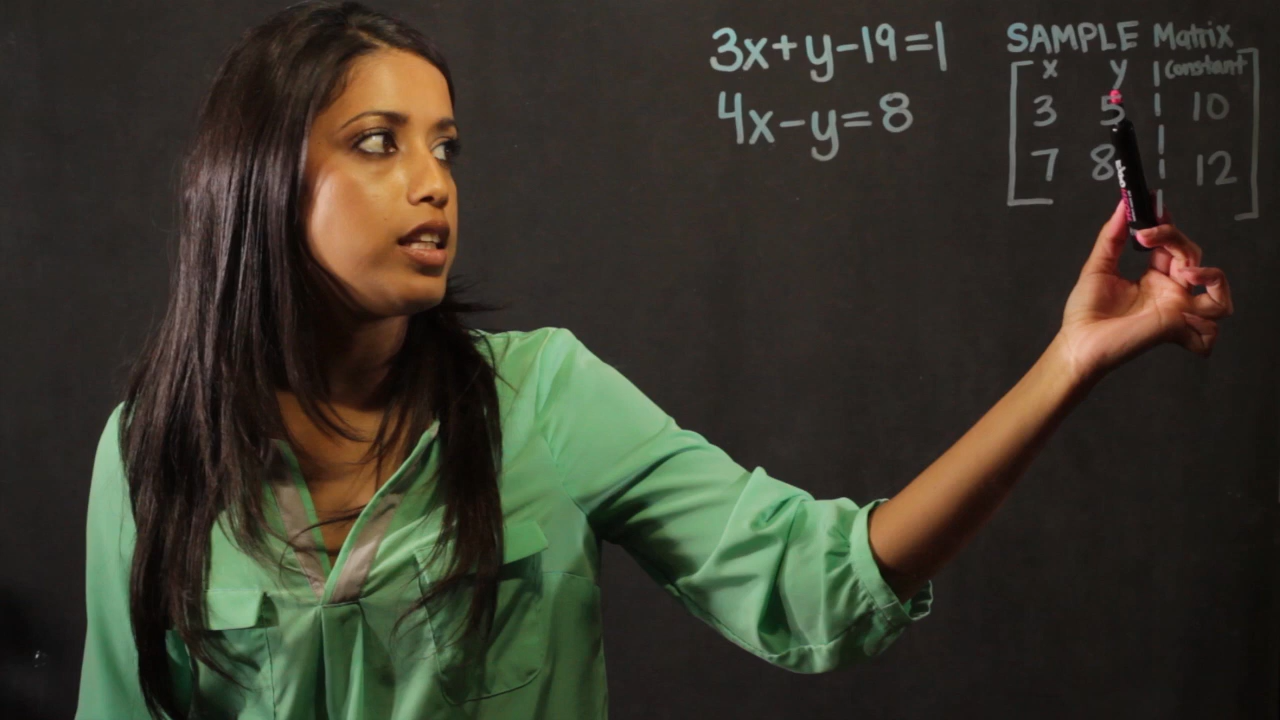 3x+y-19=1
4x-y=8
SAMPLE Matrix
x y constant
3 5 10
7 8 12